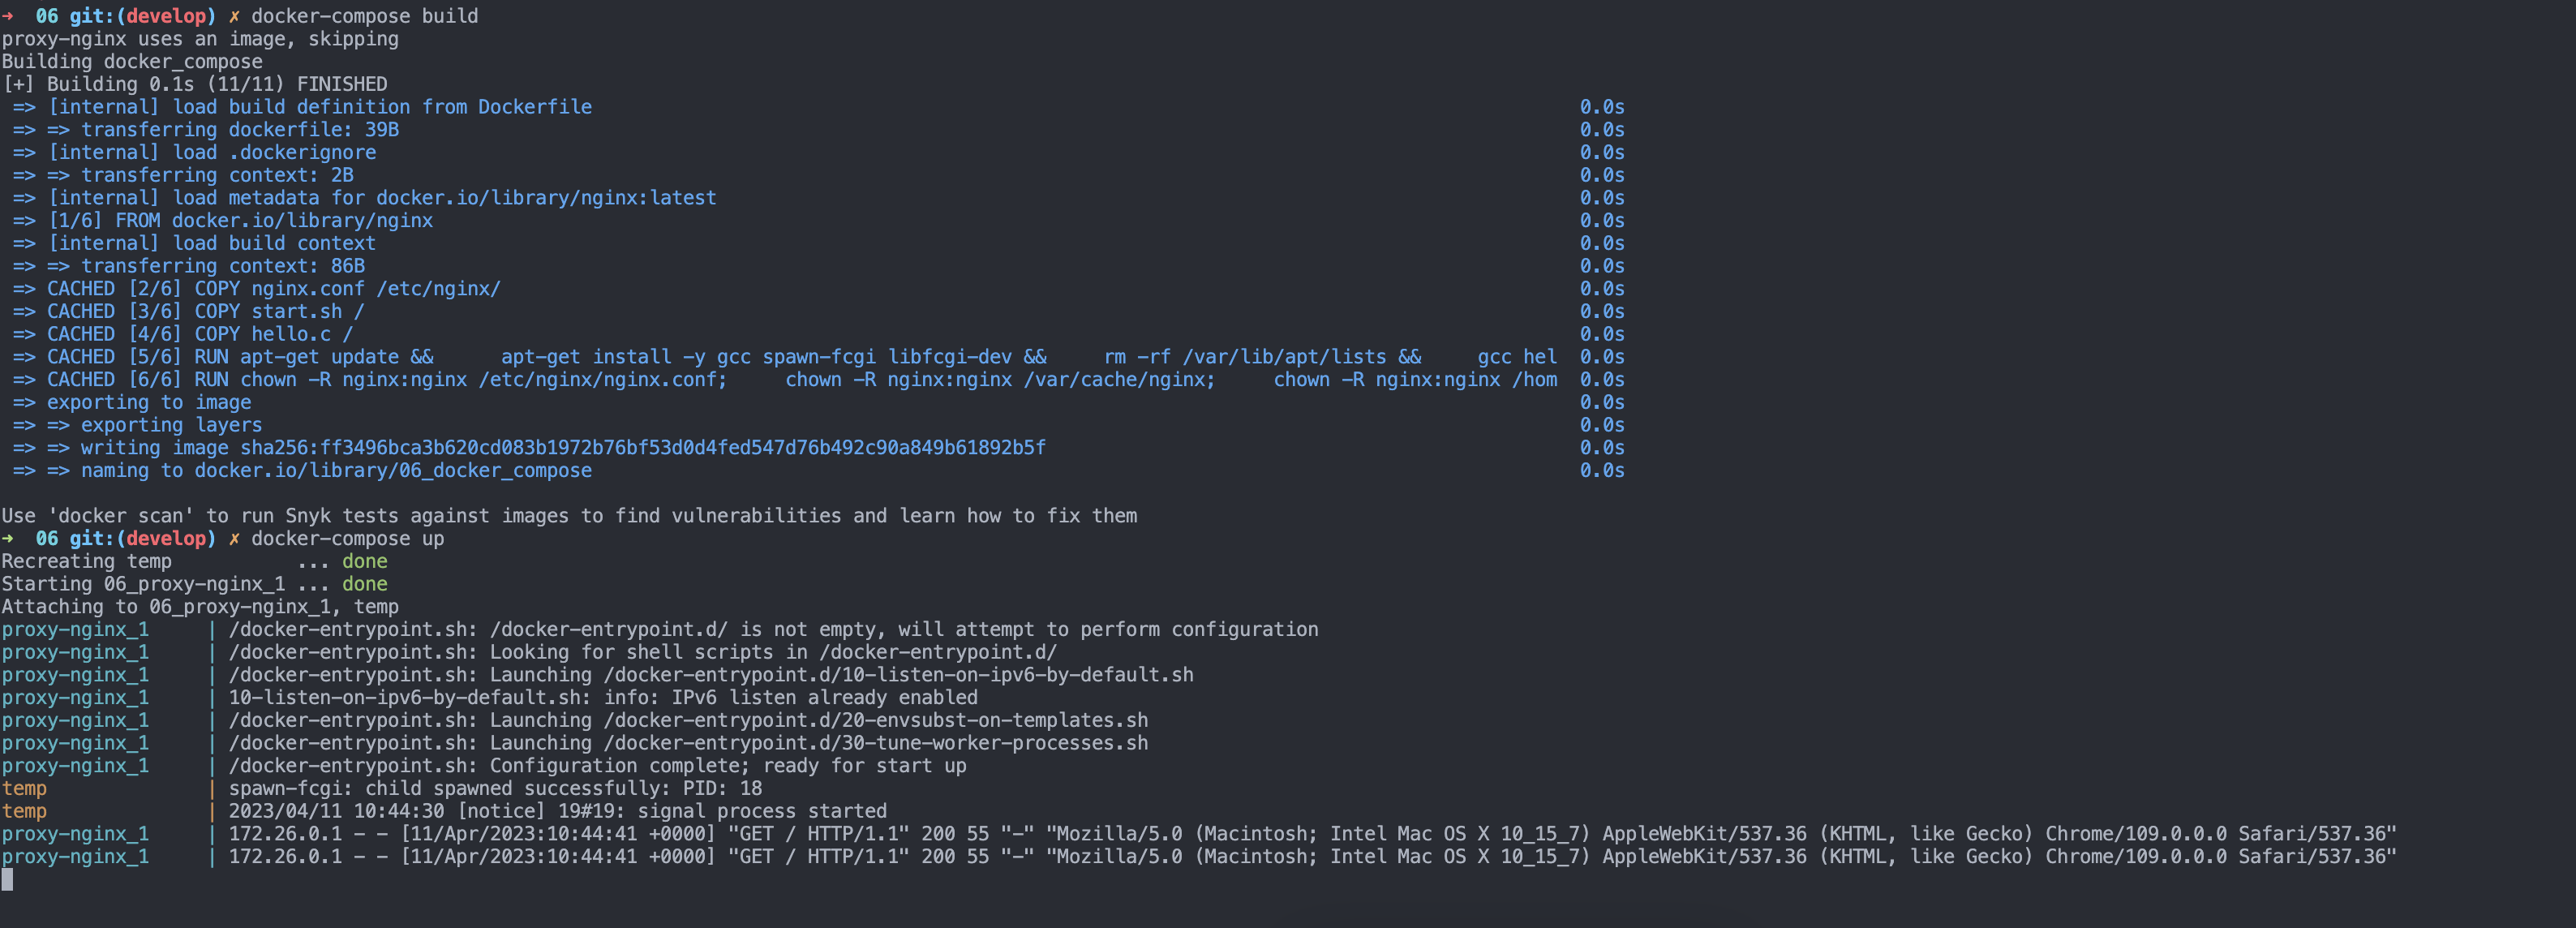 ➜  06 git:(develop) ✗ docker-compose build
proxy-nginx uses an image, skipping
Building docker_compose
[+] Building 0.1s (11/11) FINISHED
 => [internal] load build definition from Dockerfile 0.0s
 => => transferring dockerfile: 39B 0.0s
 => [internal] load .dockerignore 0.0s
 => => transferring context: 2B 0.0s
 => [internal] load metadata for docker.io/library/nginx:latest 0.0s
 => [1/6] FROM docker.io/library/nginx 0.0s
 => [internal] load build context 0.0s
 => => transferring context: 86B 0.0s
 => CACHED [2/6] COPY nginx.conf /etc/nginx/ 0.0s
 => CACHED [3/6] COPY start.sh / 0.0s
 => CACHED [4/6] COPY hello.c / 0.0s
 => CACHED [5/6] RUN apt-get update &&      apt-get install -y gcc spawn-fcgi libfcgi-dev &&     rm -rf /var/lib/apt/lists &&     gcc hel 0.0s
 => CACHED [6/6] RUN chown -R nginx:nginx /etc/nginx/nginx.conf;     chown -R nginx:nginx /var/cache/nginx;     chown -R nginx:nginx /hom 0.0s
 => exporting to image 0.0s
 => => exporting layers 0.0s
 => => writing image sha256:ff3496bca3b620cd083b1972b76bf53d0d4fed547d76b492c90a849b61892b5f 0.0s
 => => naming to docker.io/library/06_docker_compose 0.0s
Use 'docker scan' to run Snyk tests against images to find vulnerabilities and learn how to fix them
➜  06 git:(develop) ✗ docker-compose up
Recreating temp           ... done
Starting 06_proxy-nginx_1 ... done
Attaching to 06_proxy-nginx_1, temp
proxy-nginx_1     | /docker-entrypoint.sh: /docker-entrypoint.d/ is not empty, will attempt to perform configuration
proxy-nginx_1     | /docker-entrypoint.sh: Looking for shell scripts in /docker-entrypoint.d/
proxy-nginx_1     | /docker-entrypoint.sh: Launching /docker-entrypoint.d/10-listen-on-ipv6-by-default.sh
proxy-nginx_1     | 10-listen-on-ipv6-by-default.sh: info: IPv6 listen already enabled
proxy-nginx_1     | /docker-entrypoint.sh: Launching /docker-entrypoint.d/20-envsubst-on-templates.sh
proxy-nginx_1     | /docker-entrypoint.sh: Launching /docker-entrypoint.d/30-tune-worker-processes.sh
proxy-nginx_1     | /docker-entrypoint.sh: Configuration complete; ready for start up
temp              | spawn-fcgi: child spawned successfully: PID: 18
temp              | 2023/04/11 10:44:30 [notice] 19#19: signal process started
proxy-nginx_1     | 172.26.0.1 - - [11/Apr/2023:10:44:41 +0000] "GET / HTTP/1.1" 200 55 "-" "Mozilla/5.0 (Macintosh; Intel Mac OS X 10_15_7) AppleWebKit/537.36 (KHTML, like Gecko) Chrome/109.0.0.0 Safari/537.36"
proxy-nginx_1     | 172.26.0.1 - - [11/Apr/2023:10:44:41 +0000] "GET / HTTP/1.1" 200 55 "-" "Mozilla/5.0 (Macintosh; Intel Mac OS X 10_15_7) AppleWebKit/537.36 (KHTML, like Gecko) Chrome/109.0.0.0 Safari/537.36"